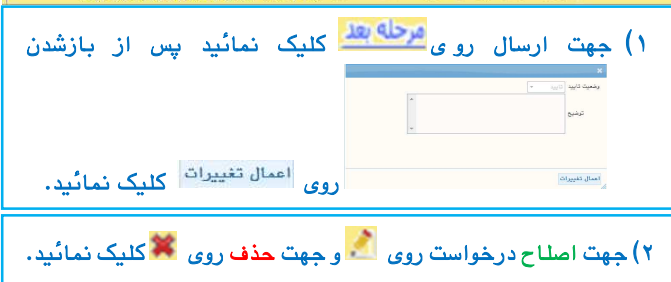 ۱) جهت ارسال روی مرحله بعد کلیک نمائید پس از بازشدن
وضعیت تایید تایید
توضیح
اعمال تغییرات
روی اعمال تغییرات کلیک نمائید.
۲) جهت اصلاح درخواست روی و جهت حذف روی کلیک نمائید.